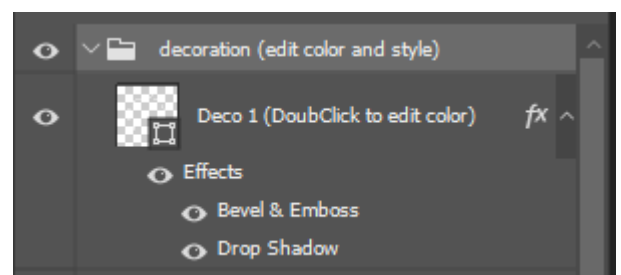 decoration (edit color and style)
Deco 1 (DoubClick to edit color) fx
Effects
Bevel & Emboss
Drop Shadow